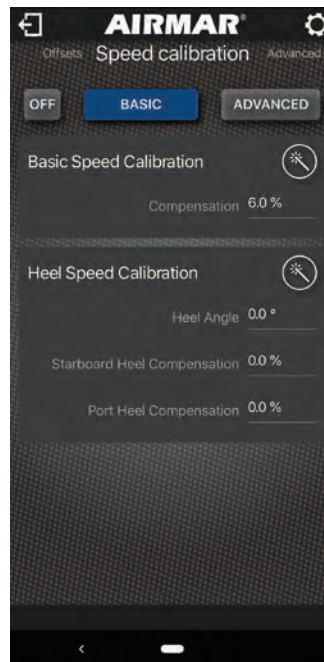 AIRMAR®
Offsets Speed calibration Advanced
OFF BASIC ADVANCED
Basic Speed Calibration
Compensation 6.0 %
Heel Speed Calibration
Heel Angle 0.0 °
Starboard Heel Compensation 0.0 %
Port Heel Compensation 0.0 %